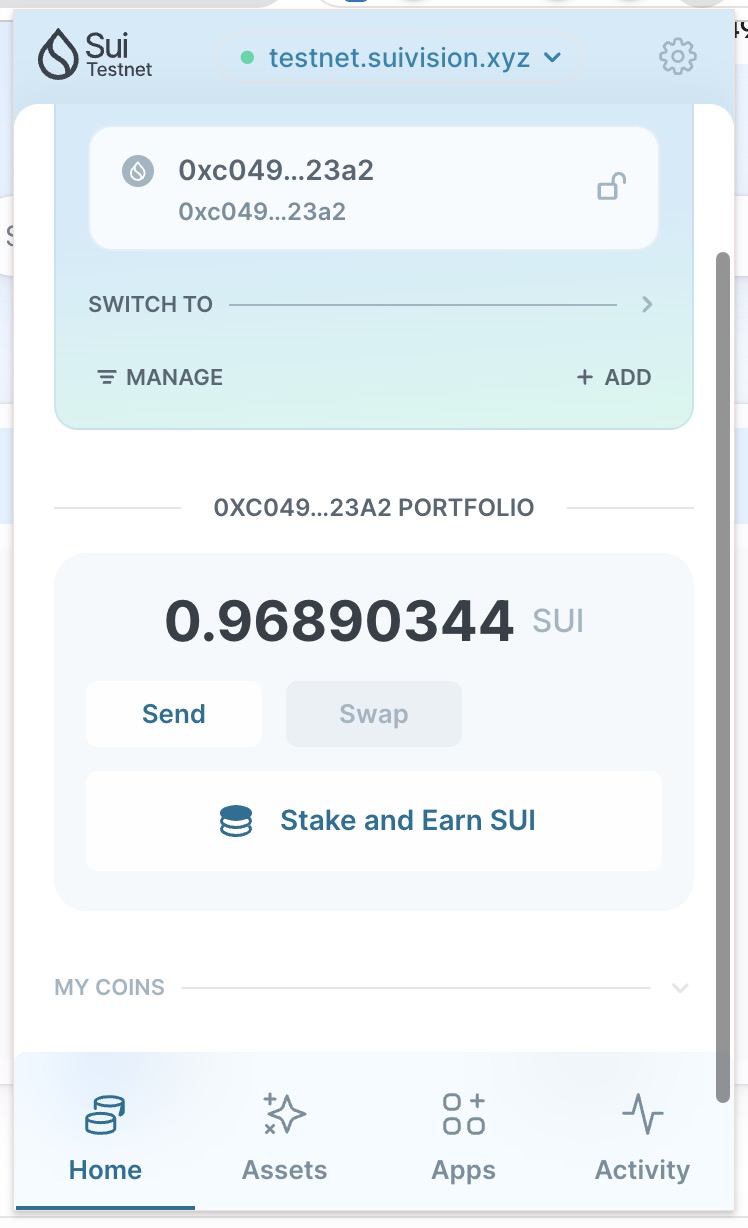 Sui
Testnet
testnet.suivision.xyz
0xc049...23a2
0xc049...23a2
SWITCH TO
MANAGE
+ ADD
0XC049...23A2 PORTFOLIO
0.96890344 SUI
Send
Swap
Stake and Earn SUI
MY COINS
Home
Assets
Apps
Activity